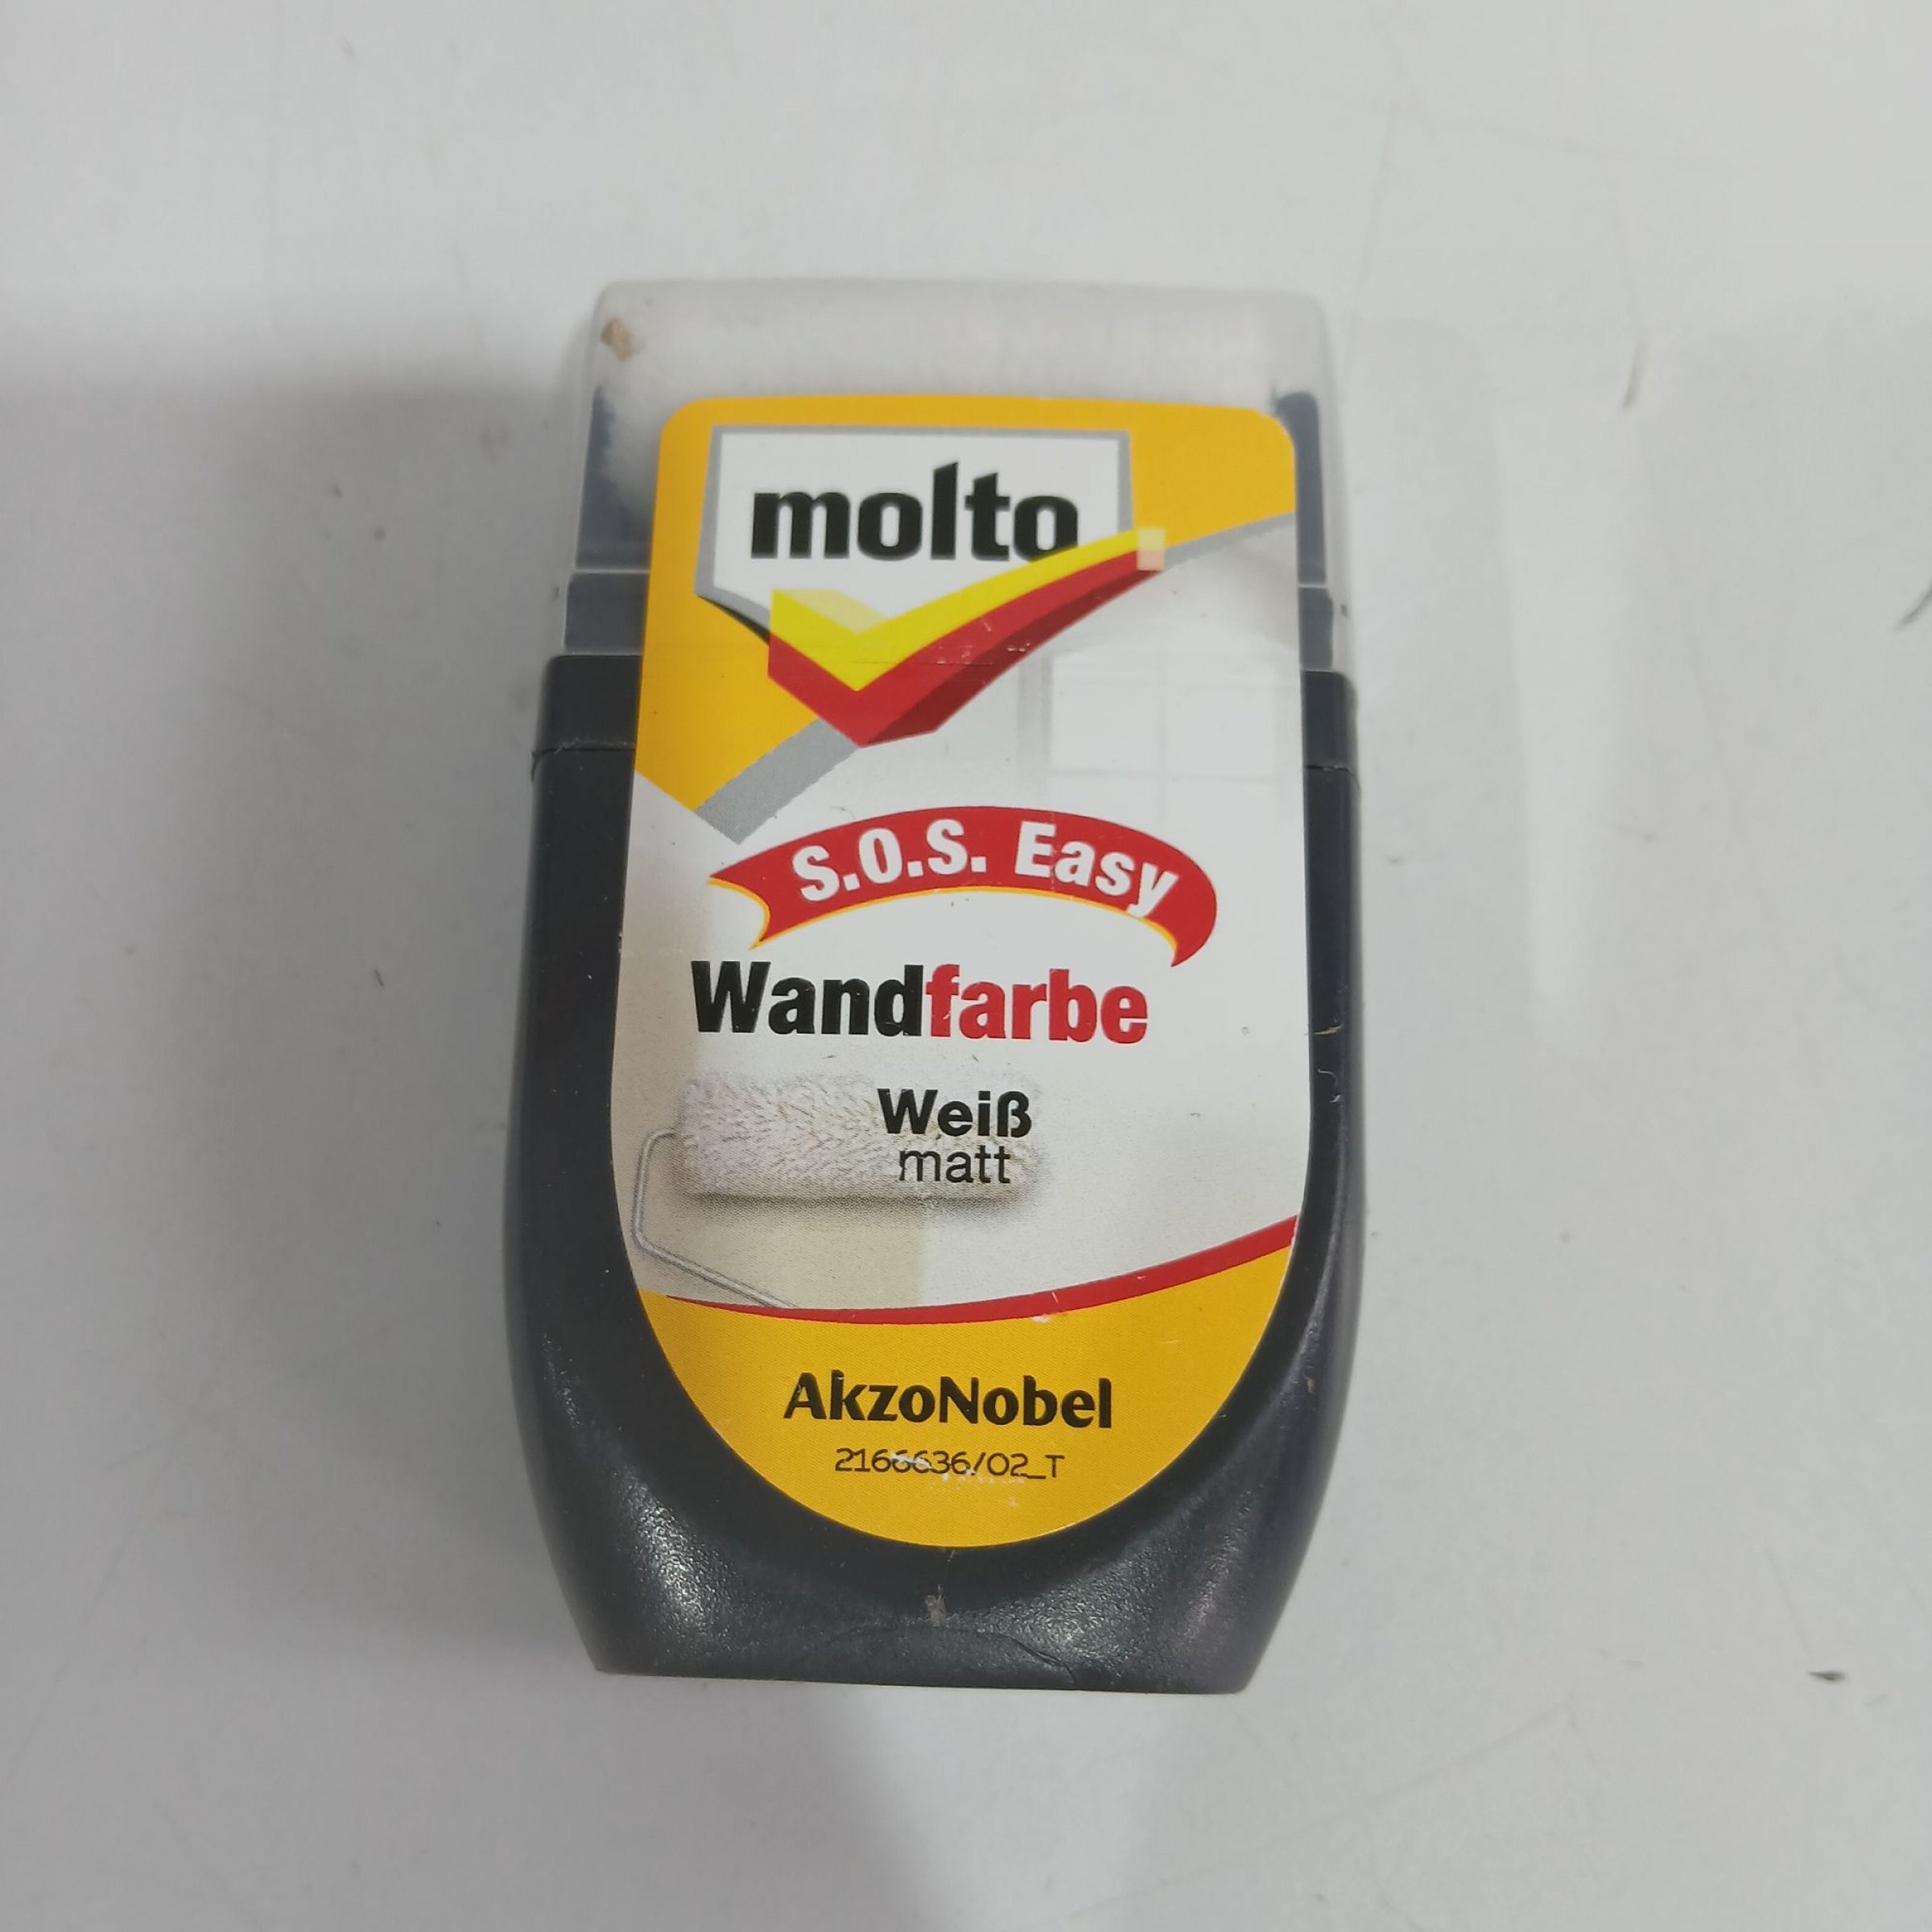 molto
S.O.S. Easy
Wandfarbe
Weiß
matt
AkzoNobel
2166636/02_T